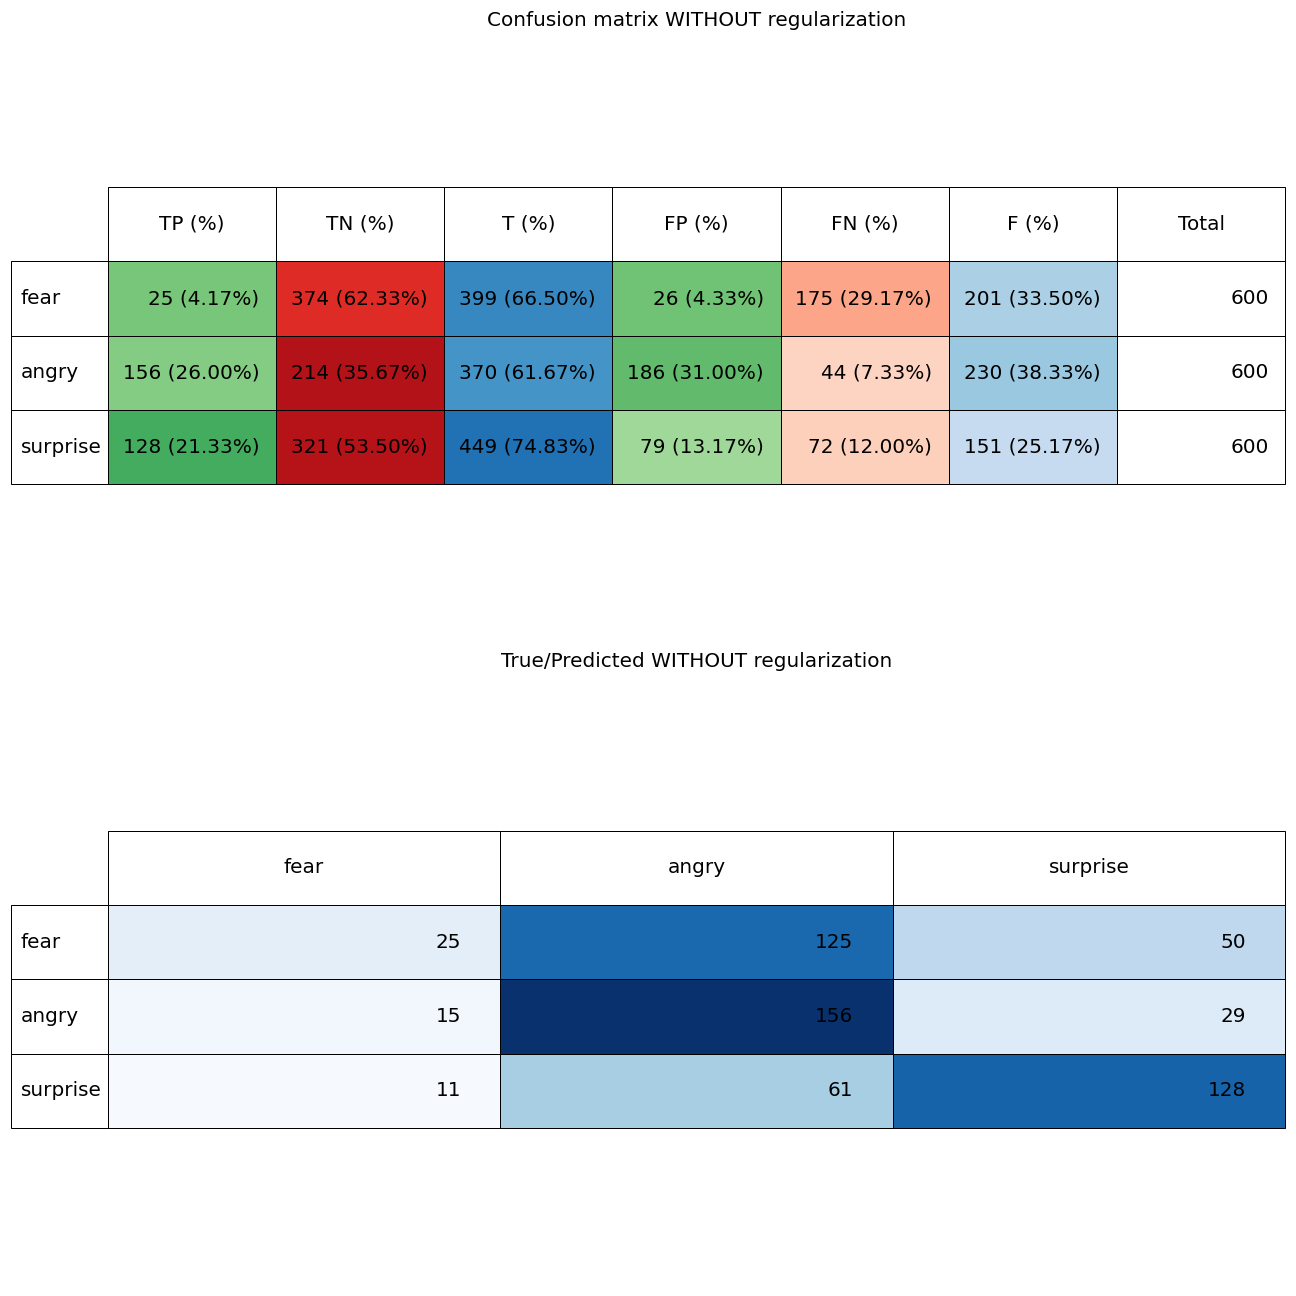 Confusion matrix WITHOUT regularization
TP (%) TN (%) T (%) FP (%) FN (%) F (%) Total
fear 25 (4.17%) 374 (62.33%) 399 (66.50%) 26 (4.33%) 175 (29.17%) 201 (33.50%) 600
angry 156 (26.00%) 214 (35.67%) 370 (61.67%) 186 (31.00%) 44 (7.33%) 230 (38.33%) 600
surprise 128 (21.33%) 321 (53.50%) 449 (74.83%) 79 (13.17%) 72 (12.00%) 151 (25.17%) 600
True/Predicted WITHOUT regularization
fear angry surprise
fear 25 125 50
angry 15 156 29
surprise 11 61 128